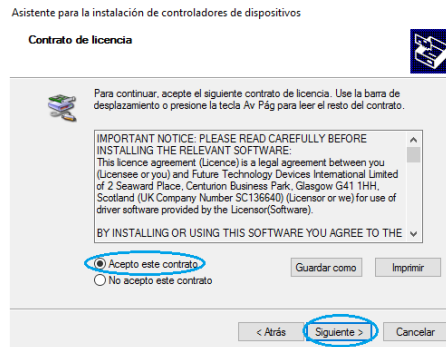 Asistente para la instalación de controladores de dispositivos
Contrato de licencia
Para continuar, acepte el siguiente contrato de licencia. Use la barra de
desplazamiento o presione la tecla Av Pág para leer el resto del contrato.
IMPORTANT NOTICE: PLEASE READ CAREFULLY BEFORE
INSTALLING THE RELEVANT SOFTWARE:
This licence agreement (Licence) is a legal agreement between you
(Licensee or you) and Future Technology Devices International Limited
of 2 Seaward Place, Centurion Business Park, Glasgow G41 1HH,
Scotland (UK Company Number SC136640) (Licensor or we) for use of
driver software provided by the Licensor(Software).
BY INSTALLING OR USING THIS SOFTWARE YOU AGREE TO THE
Acepto este contrato
No acepto este contrato
Guardar como
Imprimir
< Atrás
Siguiente >
Cancelar